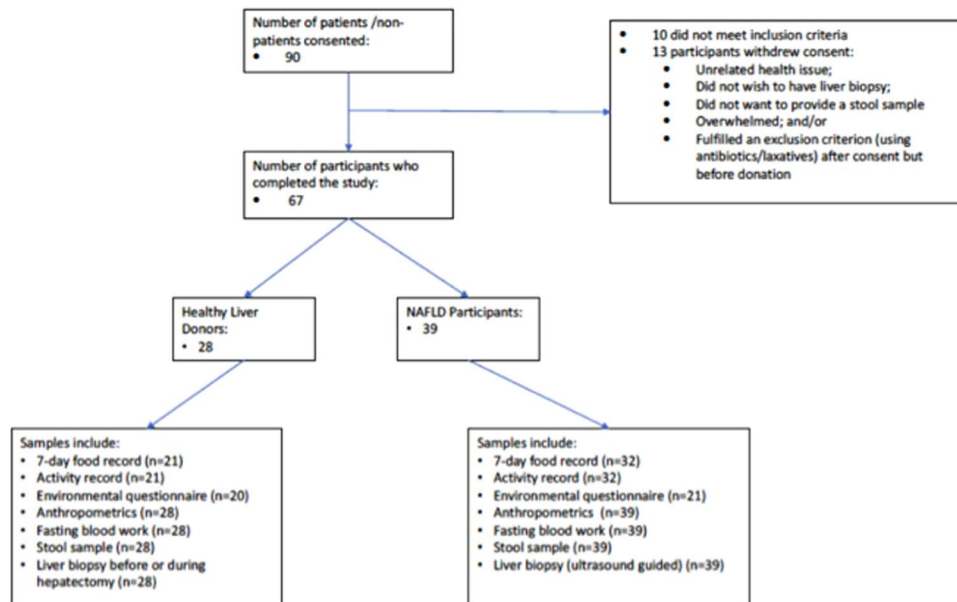 Number of patients /non-
patients consented:
• 90
• 10 did not meet inclusion criteria
• 13 participants withdrew consent:
• Unrelated health issue;
• Did not wish to have liver biopsy;
• Did not want to provide a stool sample
• Overwhelmed; and/or
• Fulfilled an exclusion criterion (using
antibiotics/laxatives) after consent but
before donation
Number of participants who
completed the study:
• 67
Healthy Liver
Donors:
• 28
NAFLD Participants:
• 39
Samples include:
• 7-day food record (n=21)
• Activity record (n=21)
• Environmental questionnaire (n=20)
• Anthropometrics (n=28)
• Fasting blood work (n=28)
• Stool sample (n=28)
• Liver biopsy before or during
hepatectomy (n=28)
Samples include:
• 7-day food record (n=32)
• Activity record (n=32)
• Environmental questionnaire (n=21)
• Anthropometrics (n=39)
• Fasting blood work (n=39)
• Stool sample (n=39)
• Liver biopsy (ultrasound guided) (n=39)